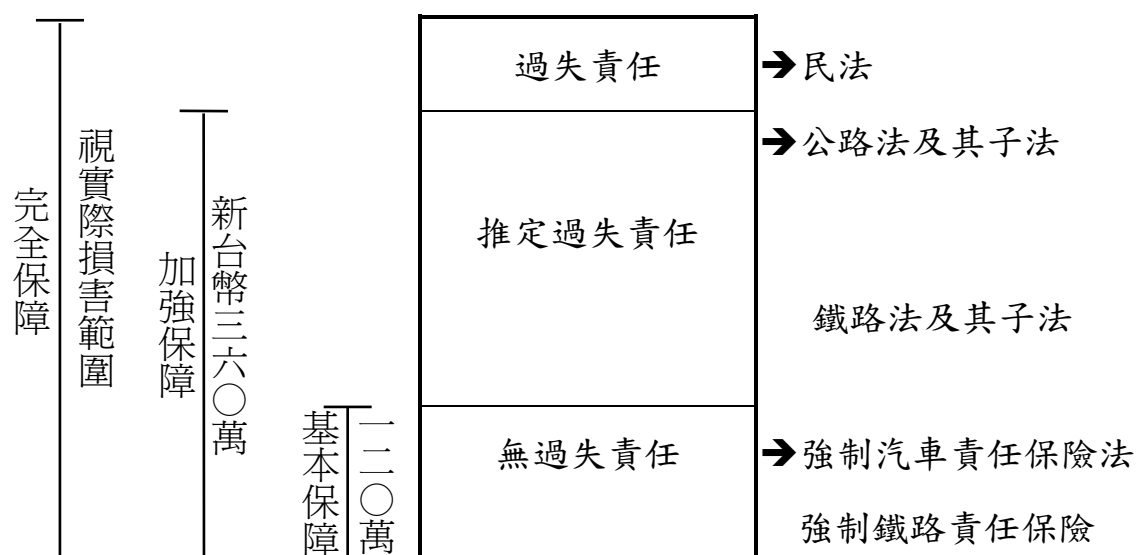 完全保障
視實際損害範圍
加強保障
新台幣三六○萬
基本保障
一二○萬
過失責任
➔民法
推定過失責任
➔公路法及其子法
鐵路法及其子法
無過失責任
➔強制汽車責任保險法
強制鐵路責任保險